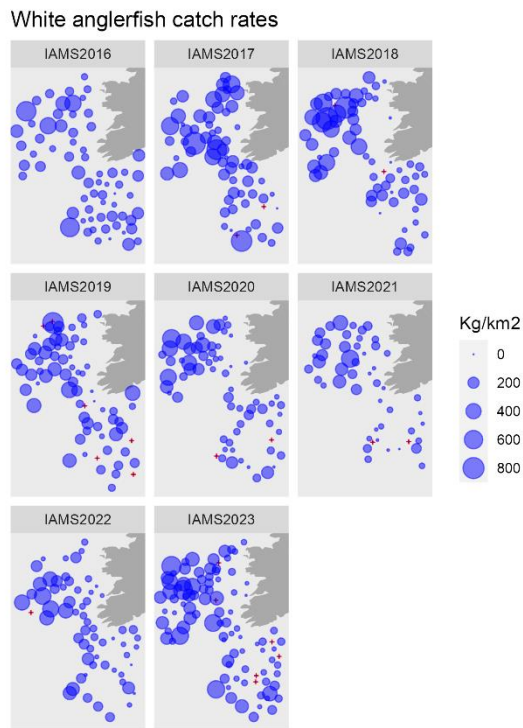 White anglerfish catch rates
IAMS2016
IAMS2017
IAMS2018
IAMS2019
IAMS2020
IAMS2021
Kg/km2
0
200
400
600
800
IAMS2022
IAMS2023